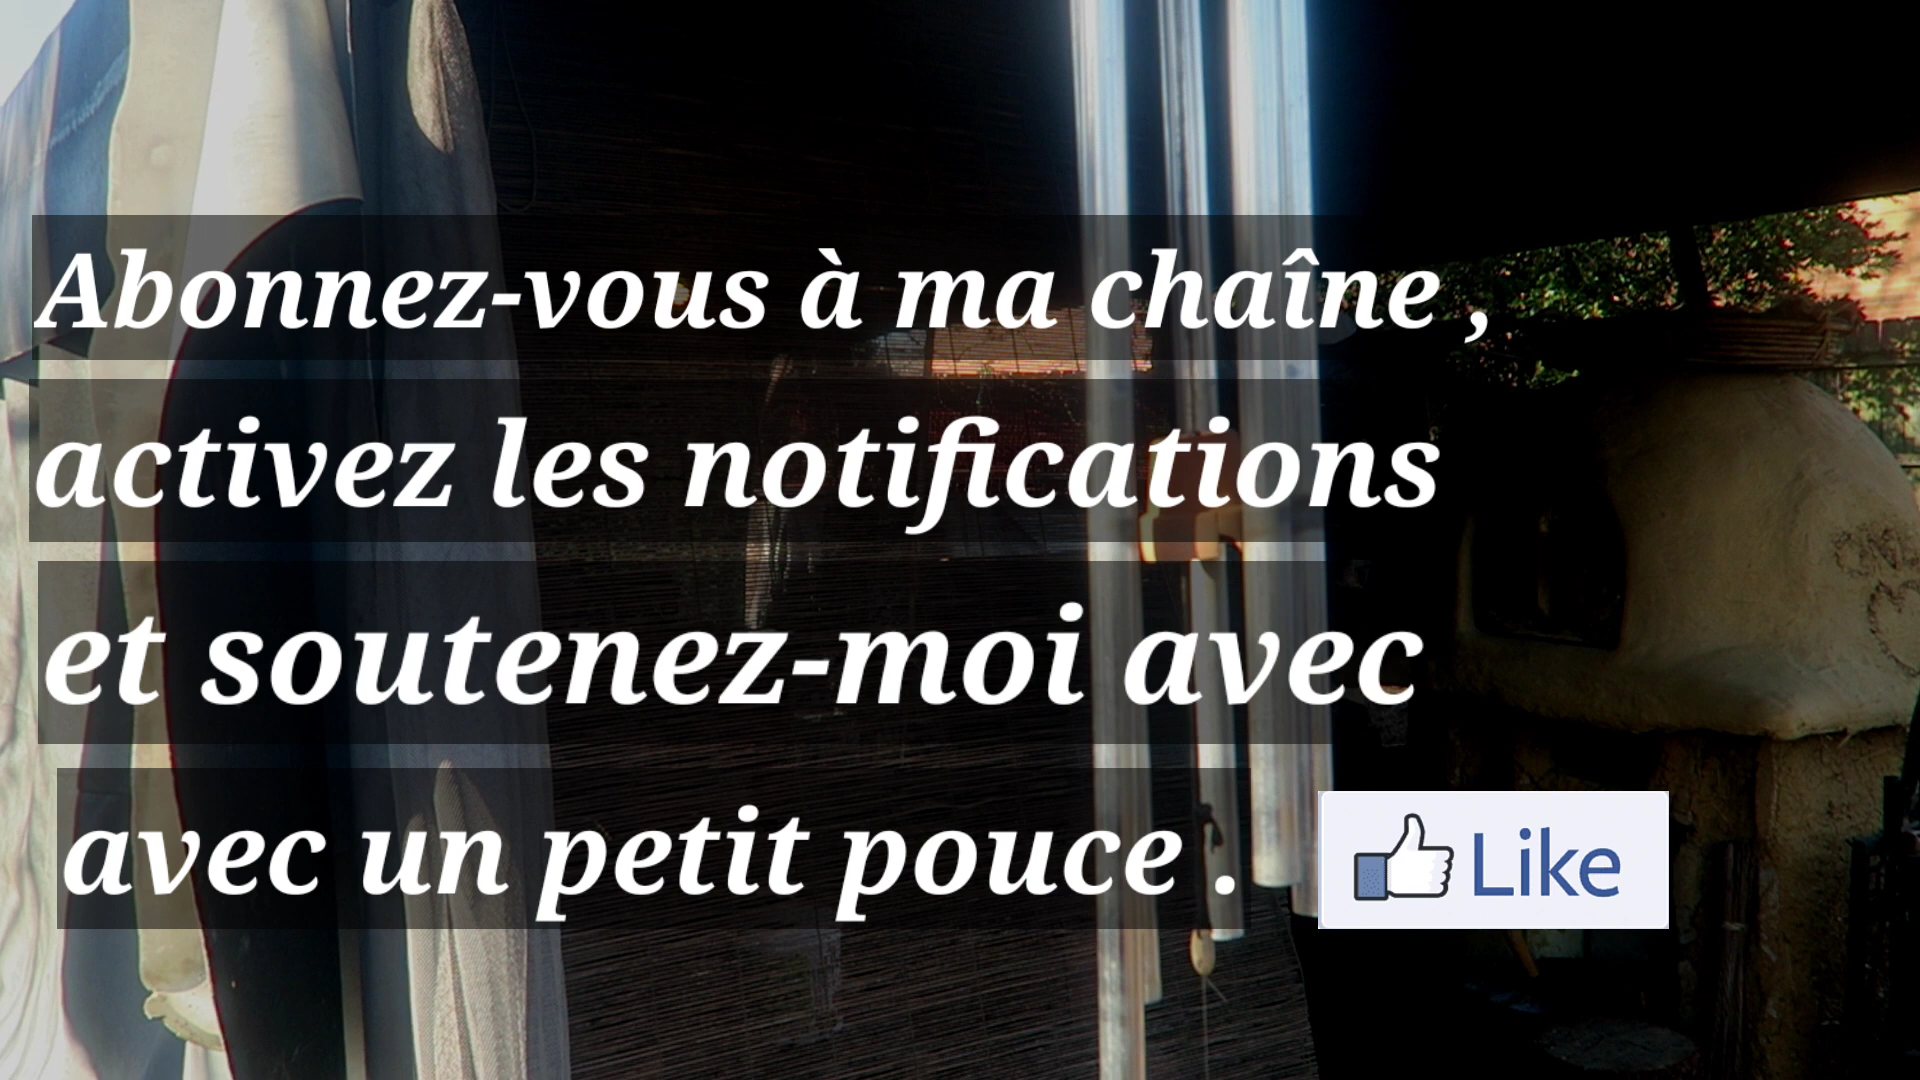 Abonnez-vous à ma chaîne ,
activez les notifications
et soutenez-moi avec
avec un petit pouce .
Like